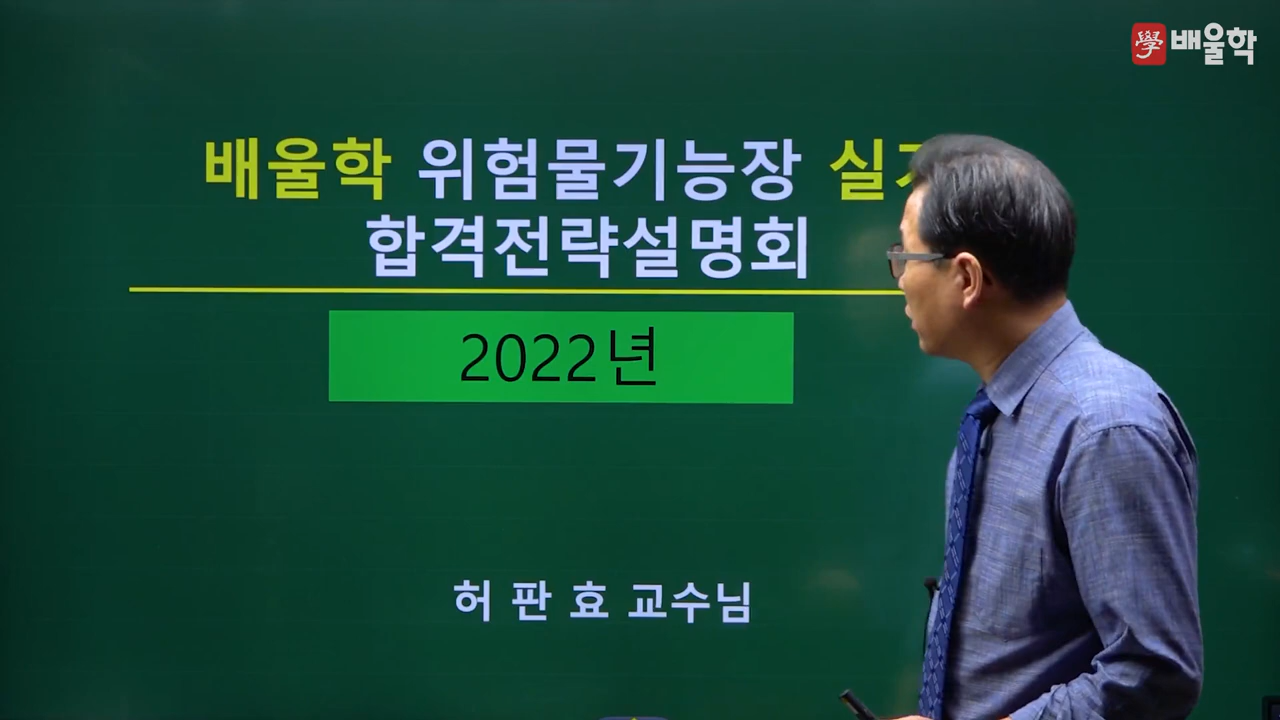 學 배울학
배울학 위험물기능장
합격전략설명회
2022년
허 판 효 교수님